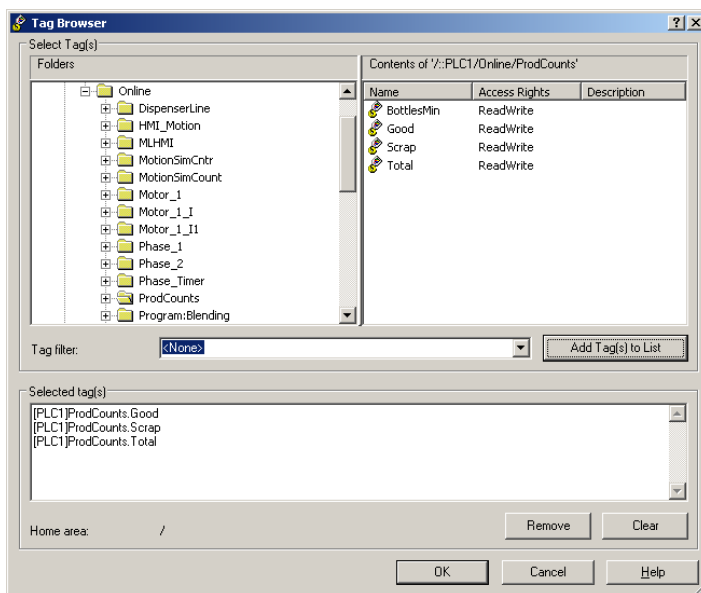 Tag Browser
Select Tag(s)
Folders
Contents of '/::PLC1/Online/ProdCounts'
Online
DispenserLine
HMI_Motion
MLHMI
MotionSimCntr
MotionSimCount
Motor_1
Motor_1_I
Motor_1_I1
Phase_1
Phase_2
Phase_Timer
ProdCounts
Program:Blending
Name Access Rights Description
BottlesMin ReadWrite
Good ReadWrite
Scrap ReadWrite
Total ReadWrite
Tag filter: <None> Add Tag(s) to List
Selected tag(s)
[PLC1]ProdCounts.Good
[PLC1]ProdCounts.Scrap
[PLC1]ProdCounts.Total
Home area: / Remove Clear
OK Cancel Help